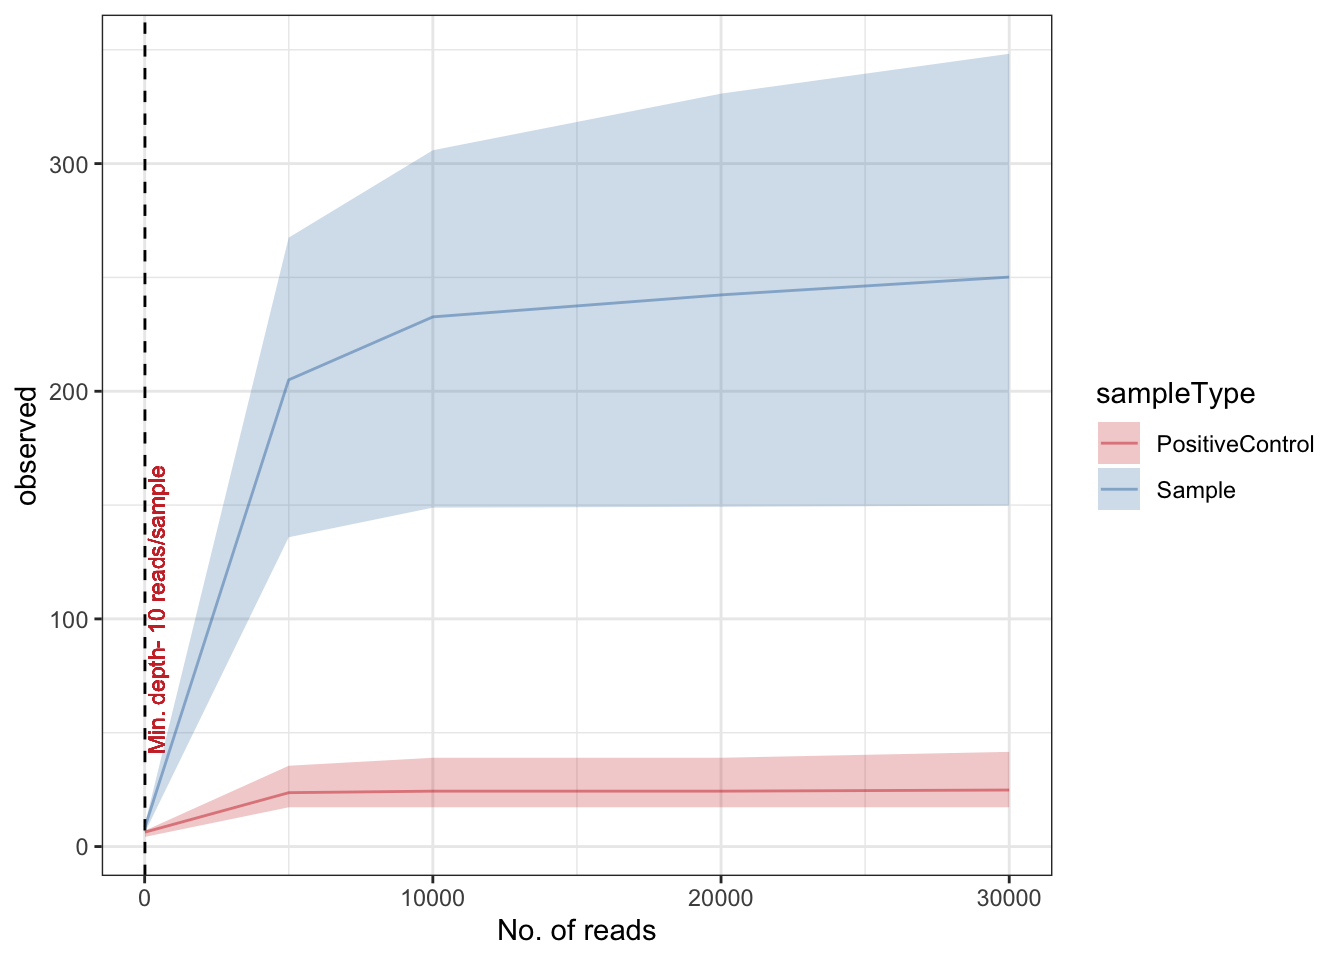 300
200
100
0
observed
Min. depth- 10 reads/sample
0
10000
20000
30000
No. of reads
sampleType
PositiveControl
Sample